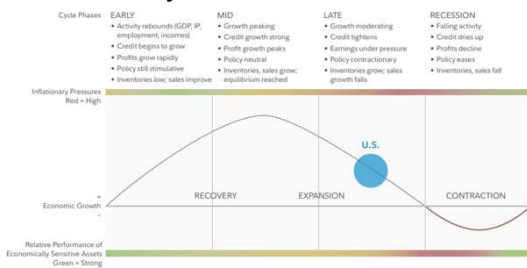 Cycle Phases
EARLY
• Activity rebounds (GDP, IP,
employment, incomes)
• Credit begins to grow
• Profits grow rapidly
• Policy still stimulative
• Inventories low; sales improve
MID
• Growth peaking
• Credit growth strong
• Profit growth peaks
• Policy neutral
• Inventories, sales grow;
equilibrium reached
LATE
• Growth moderating
• Credit tightens
• Earnings under pressure
• Policy contractionary
• Inventories grow; sales
growth falls
RECESSION
• Falling activity
• Credit dries up
• Profits decline
• Policy eases
• Inventories, sales fall
Inflationary Pressures
Red = High
U.S.
RECOVERY
EXPANSION
CONTRACTION
+
Economic Growth
-
Relative Performance of
Economically Sensitive Assets
Green = Strong